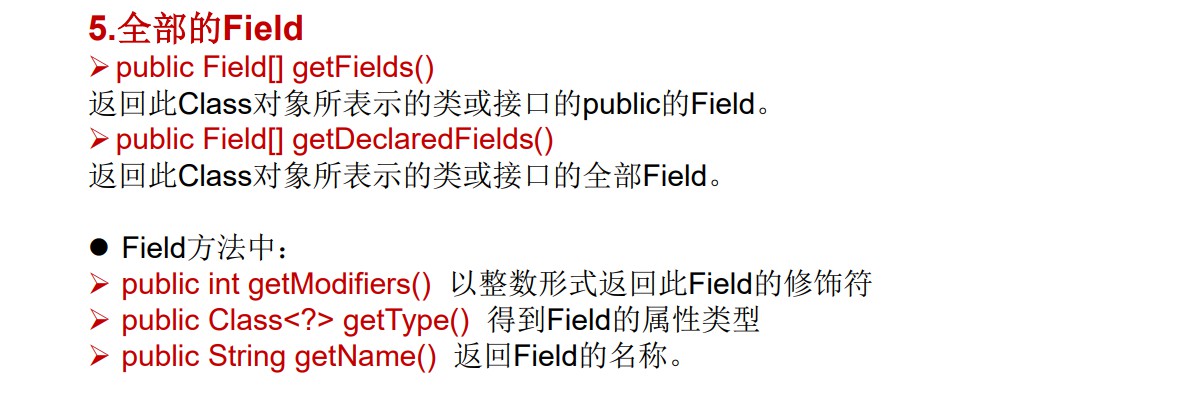 5.全部的Field
➢public Field[] getFields()
返回此Class对象所表示的类或接口的public的Field。
➢public Field[] getDeclaredFields()
返回此Class对象所表示的类或接口的全部Field。
● Field方法中：
➢ public int getModifiers() 以整数形式返回此Field的修饰符
➢ public Class<?> getType() 得到Field的属性类型
➢ public String getName() 返回Field的名称。